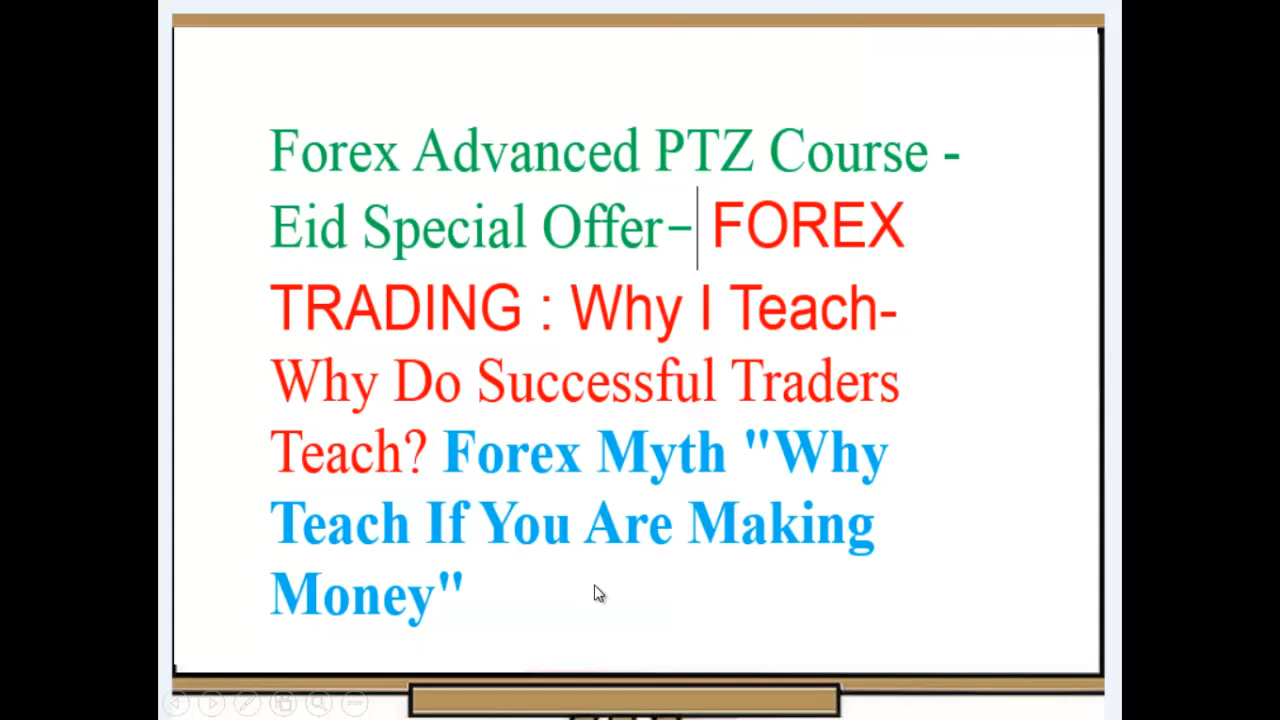 Forex Advanced PTZ Course -
Eid Special Offer– FOREX
TRADING : Why I Teach-
Why Do Successful Traders
Teach? Forex Myth "Why
Teach If You Are Making
Money"